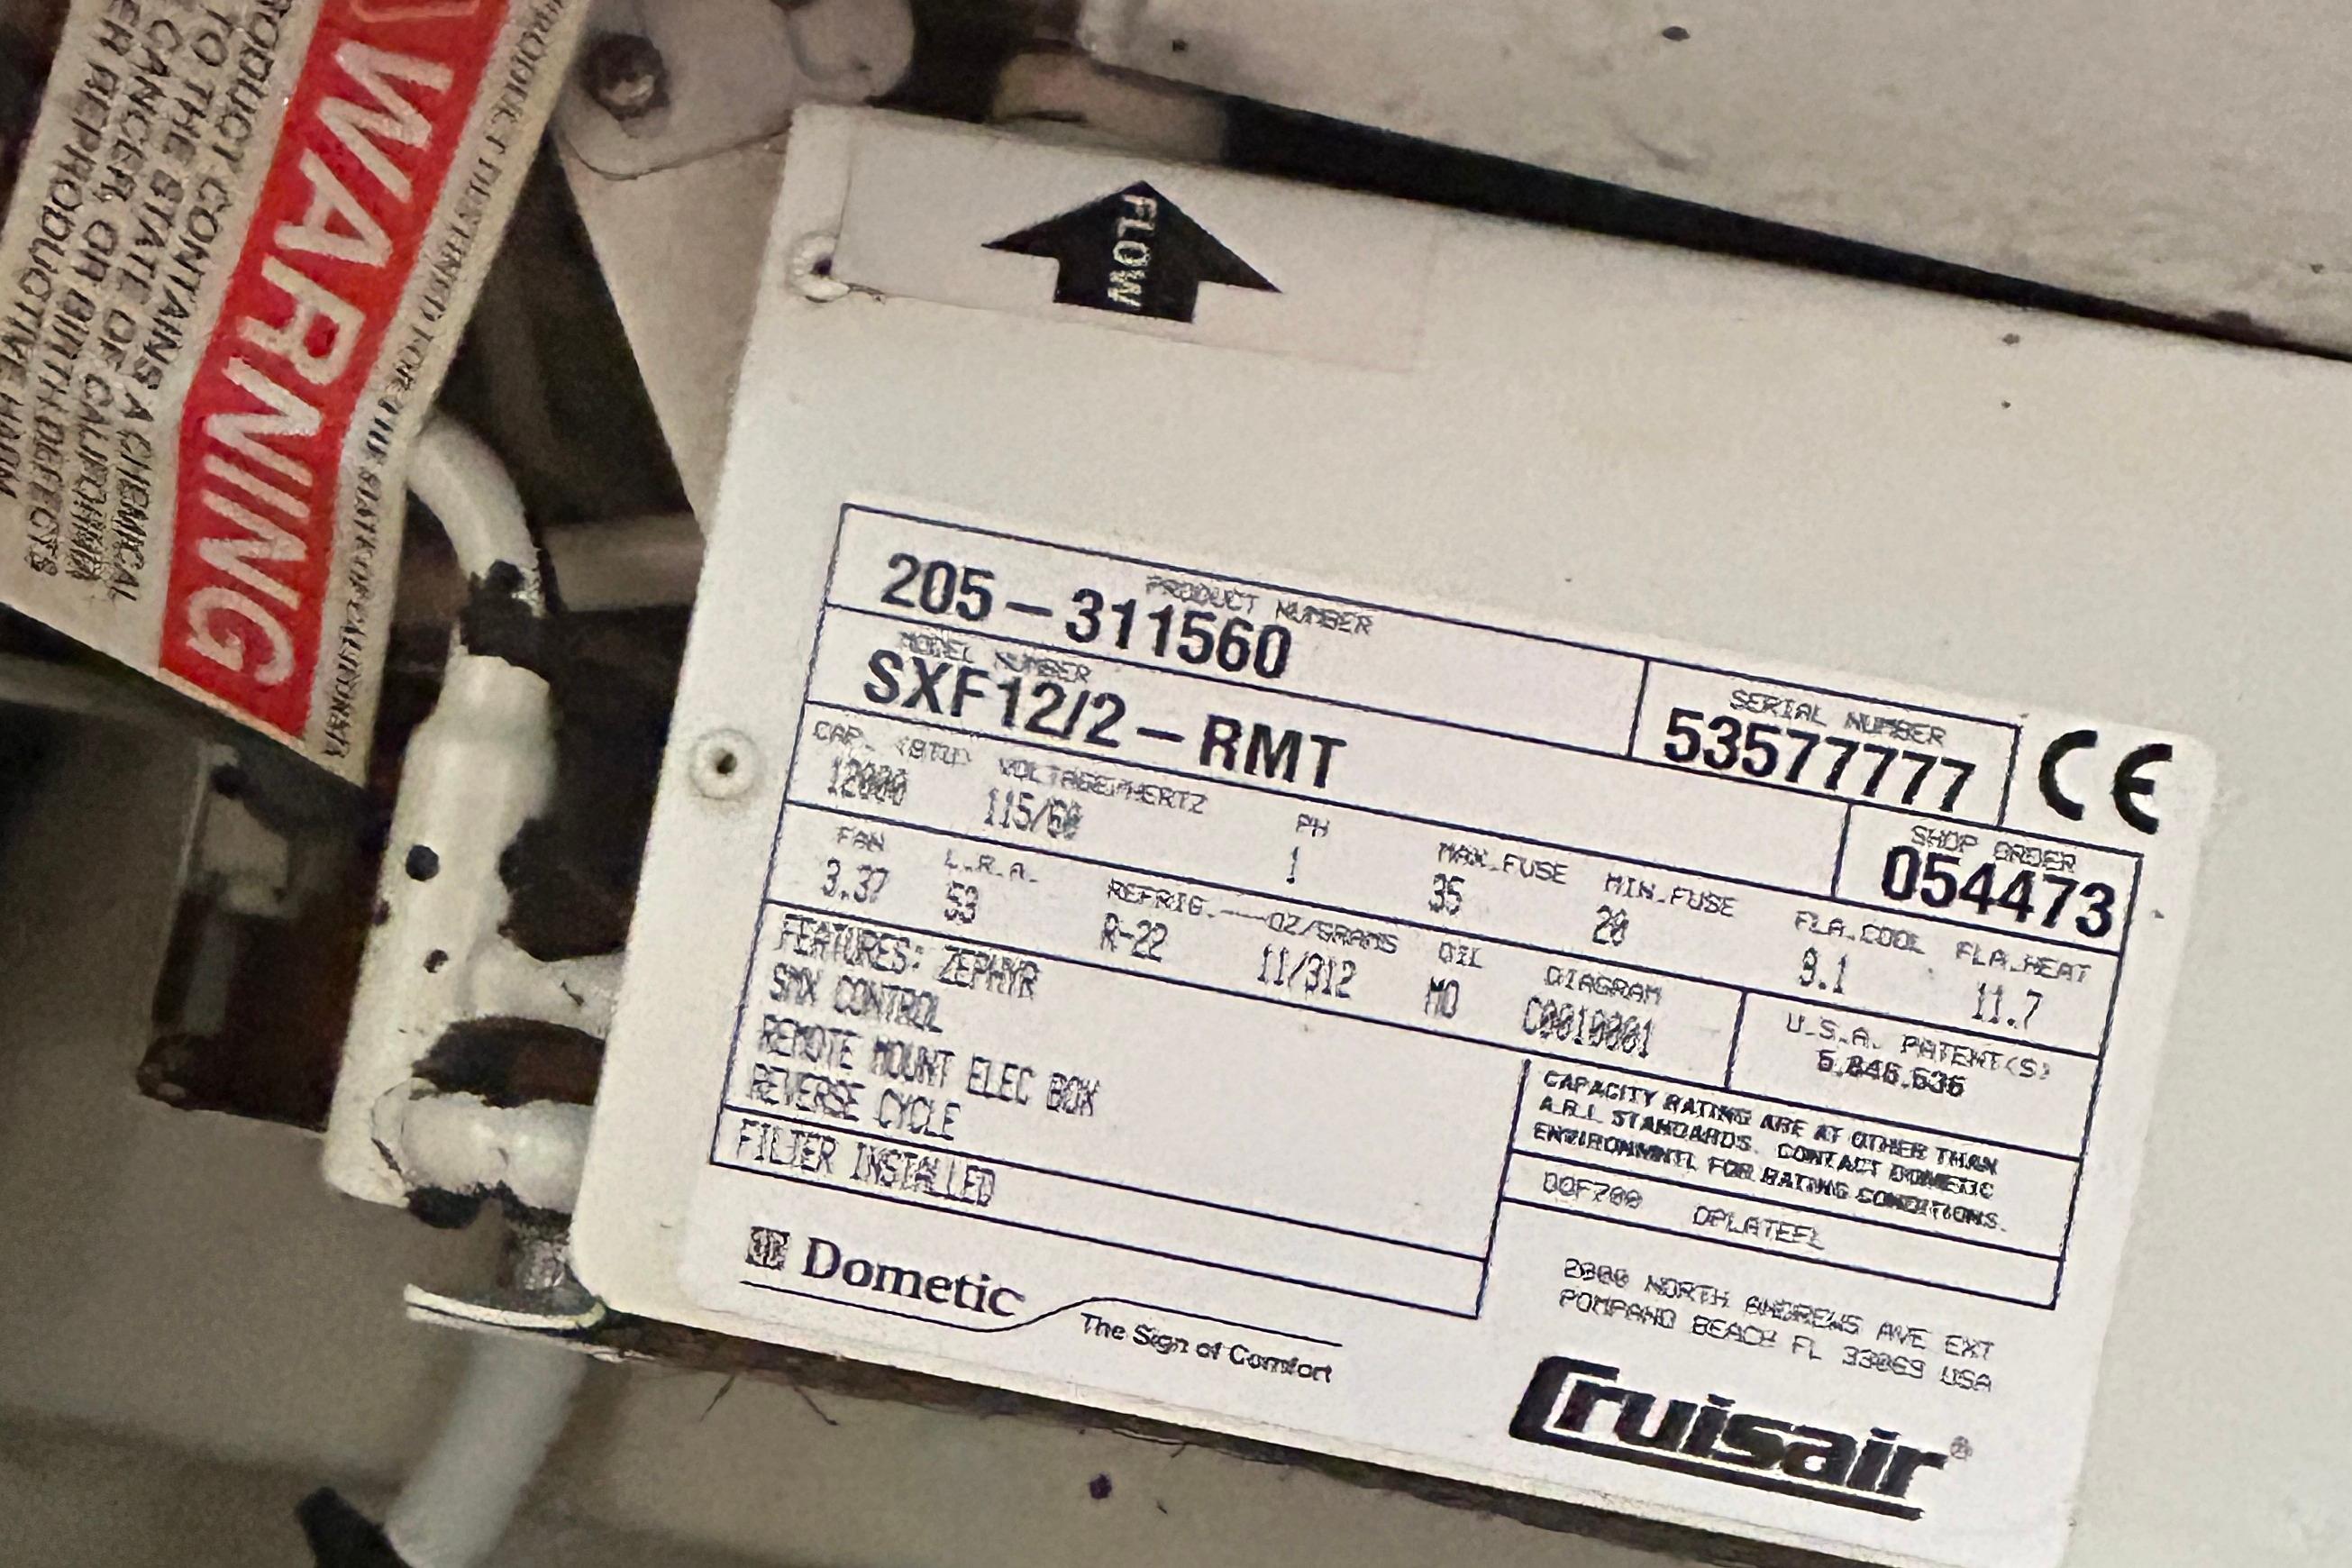 WARNING
PRODUCT CONTAINS A CHEMICAL
TO THE STATE OF CALIFORNIA
CANCER OR BIRTH DEFECTS
ER REPRODUCTIVE HARM
FLOW
PRODUCT NUMBER
205-311560
SERIAL NUMBER
53577777
CE
MODEL NUMBER
SXF12/2-RMT
SHOP ORDER
054473
CAP. (BTU) VOLTAGE/HERTZ PH MAX.FUSE MIN.FUSE FLA.COOL FLA.HEAT
12000 115/60 1 35 20 9.1 11.7
FAN L.R.A. REFRIG.----OZ/GRAMS OIL DIAGRAM U.S.A. PATENT(S)
3.37 53 R-22 11/312 MO
FEATURES: ZEPHYR
SMX CONTROL
REMOTE MOUNT ELEC BOX
REVERSE CYCLE
FILTER INSTALLED
CAPACITY RATING ARE AT OTHER THAN
A.R.I. STANDARDS. CONTACT DOMETIC
ENVIRONMNTL FOR RATING CONDITIONS.
Dometic
The Sign of Comfort
NORTH ANDREWS AVE EXT
POMPANO BEACH FL 33069 USA
Cruisair®